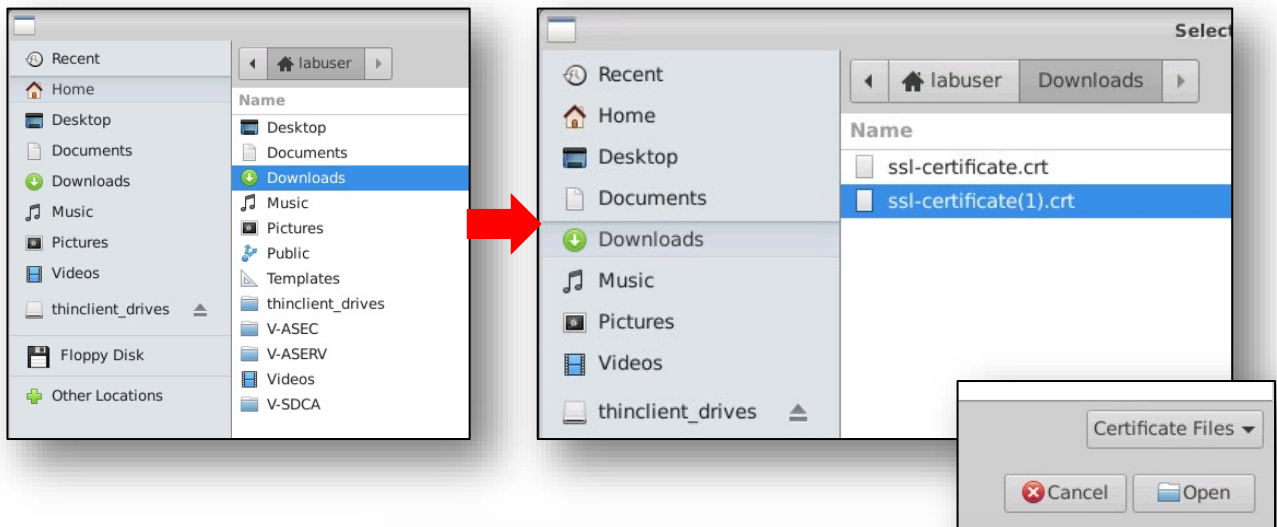 Recent
Home
Desktop
Documents
Downloads
Music
Pictures
Videos
thinclient_drives
Floppy Disk
Other Locations
labuser
Name
Desktop
Documents
Downloads
Music
Pictures
Public
Templates
thinclient_drives
V-ASEC
V-ASERV
Videos
V-SDCA
Select
Recent
Home
Desktop
Documents
Downloads
Music
Pictures
Videos
thinclient_drives
labuser Downloads
Name
ssl-certificate.crt
ssl-certificate(1).crt
Certificate Files
Cancel Open